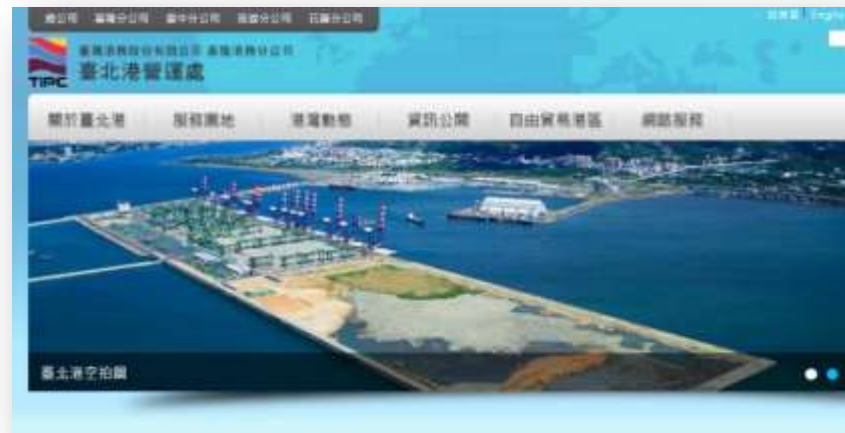 總公司 基隆分公司 臺中分公司 高雄分公司 花蓮分公司
回首頁 English
臺灣港務股份有限公司 基隆港務分公司
TIPC
臺北港營運處
關於臺北港 服務園地 港灣動態 資訊公開 自由貿易港區 網路服務
臺北港空拍圖